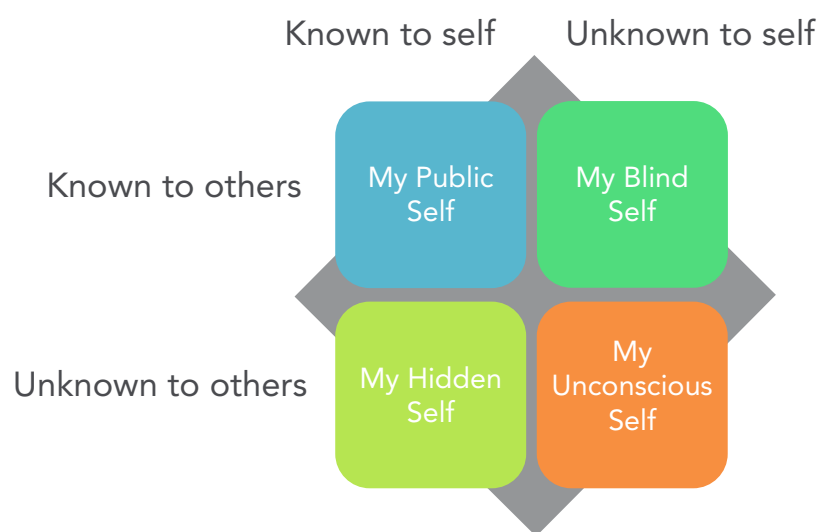 Known to self
Unknown to self
Known to others
My Public
Self
My Blind
Self
Unknown to others
My Hidden
Self
My
Unconscious
Self